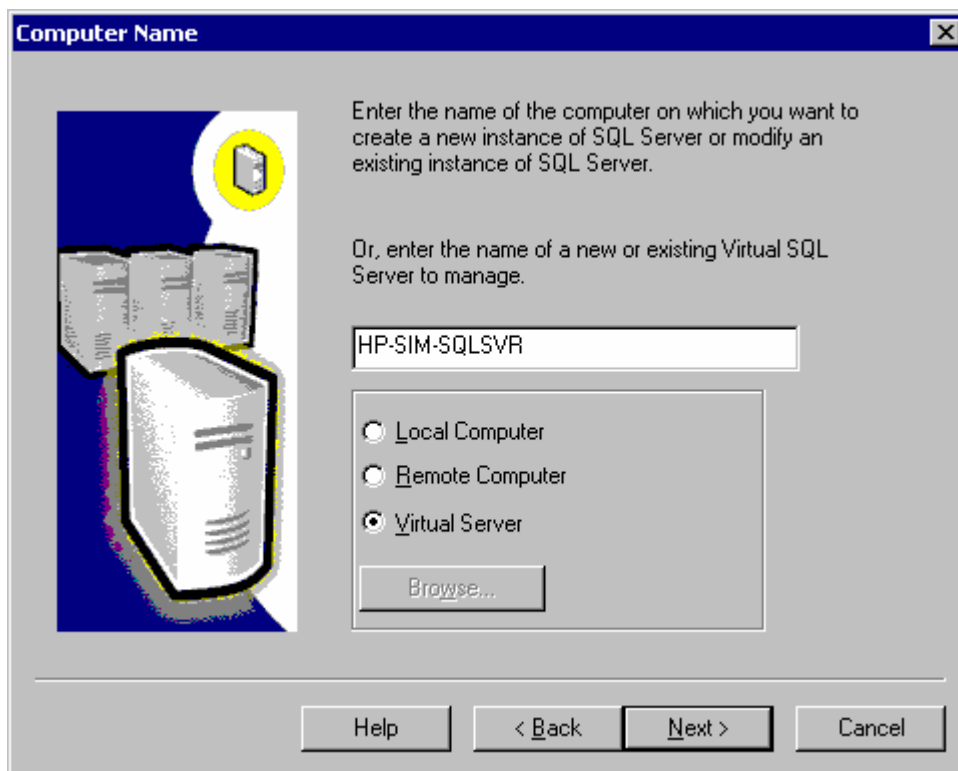 Computer Name
Enter the name of the computer on which you want to
create a new instance of SQL Server or modify an
existing instance of SQL Server.
Or, enter the name of a new or existing Virtual SQL
Server to manage.
HP-SIM-SQLSVR
Local Computer
Remote Computer
Virtual Server
Browse...
Help
< Back
Next >
Cancel